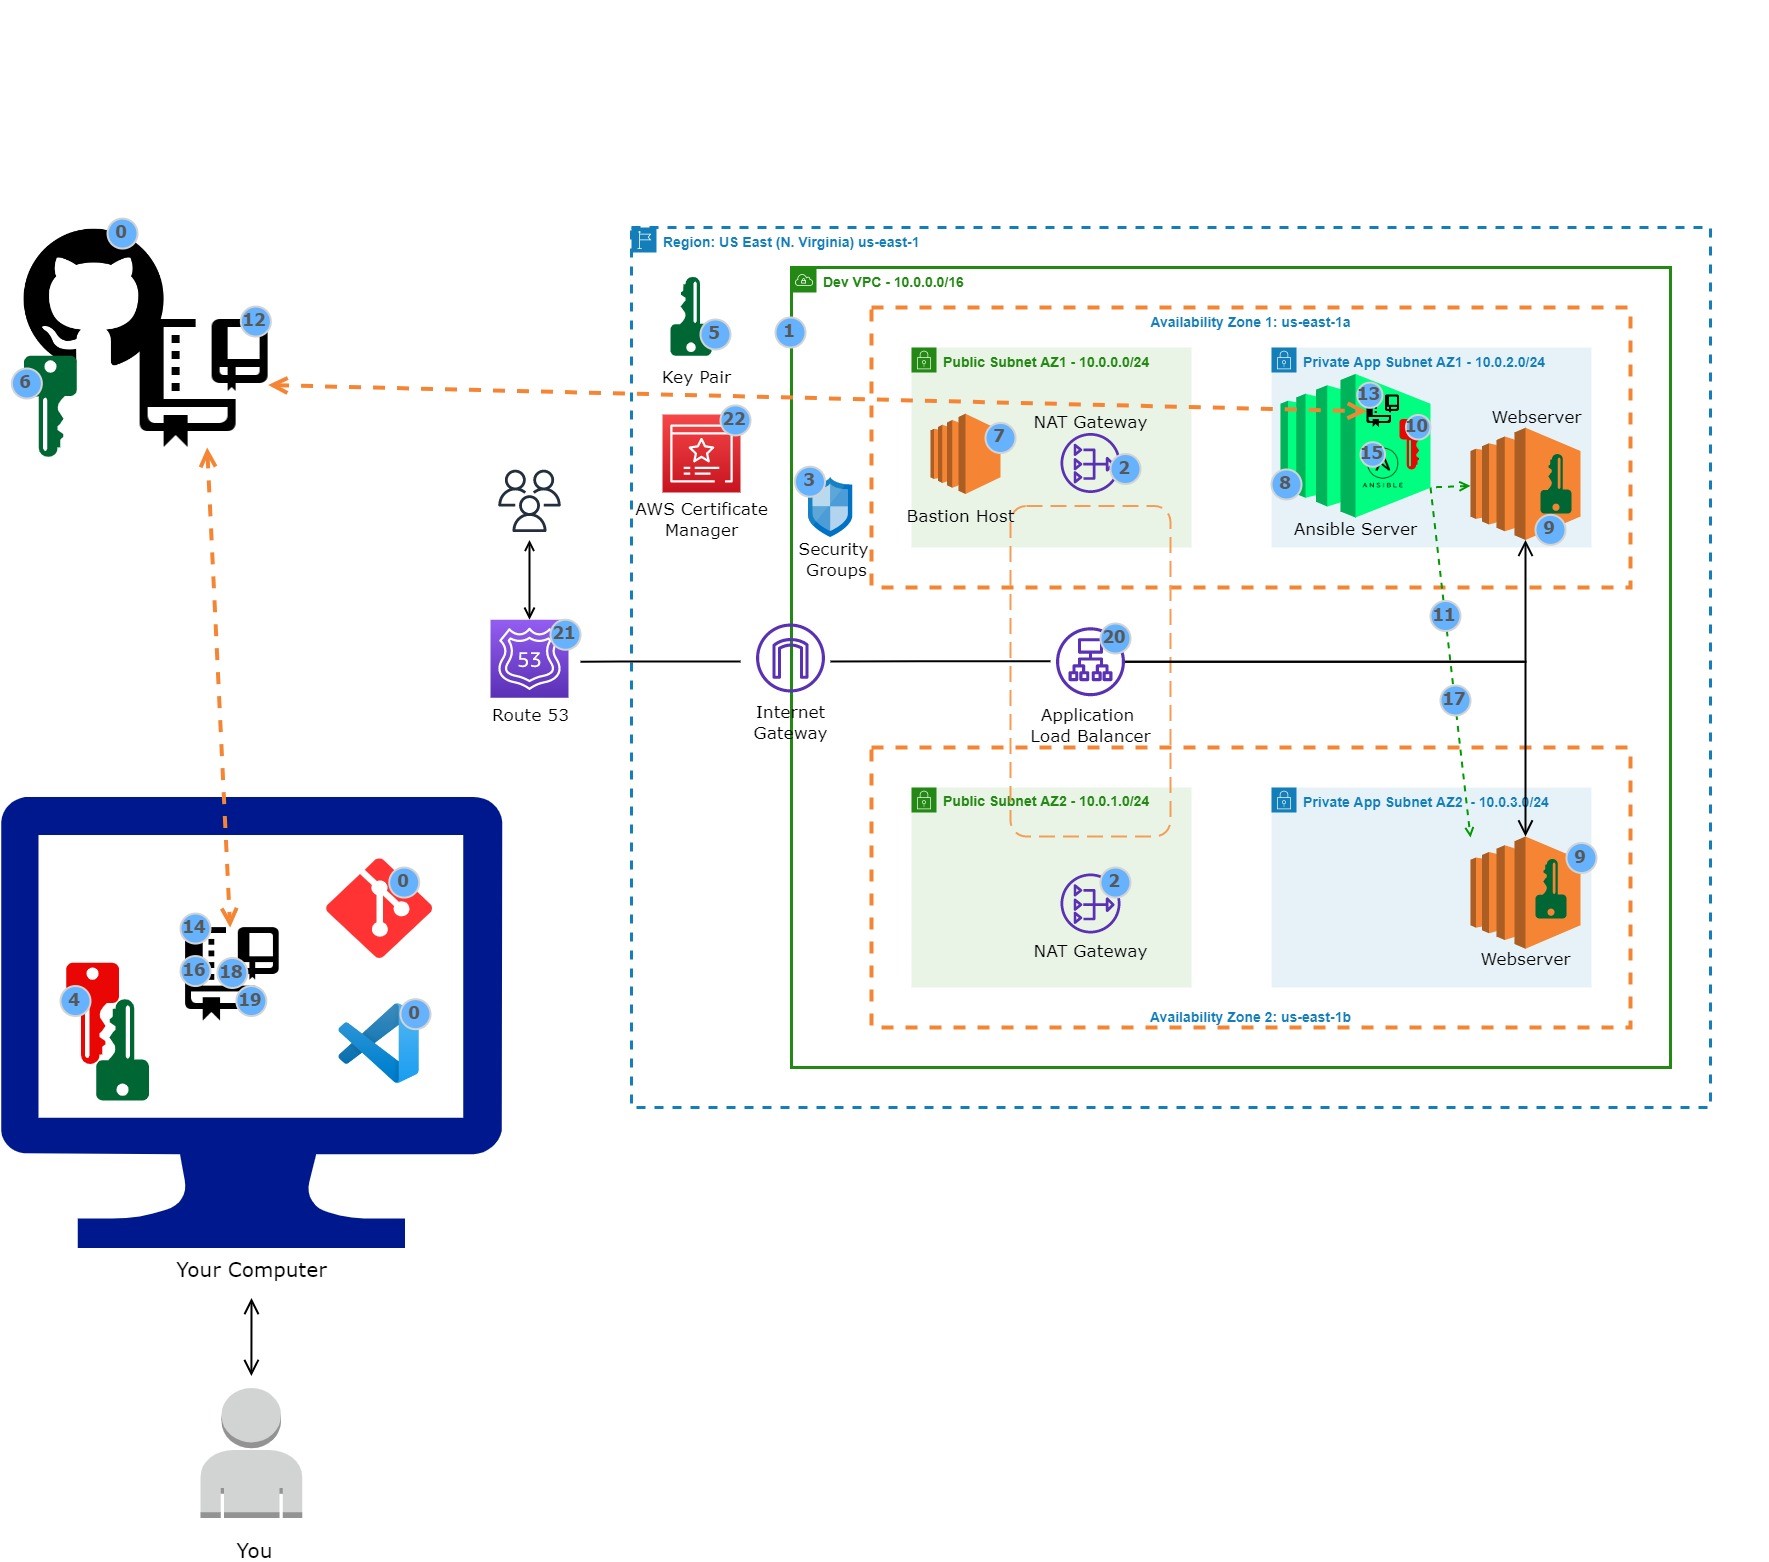 0
12
6
Region: US East (N. Virginia) us-east-1
5
Key Pair
22
AWS Certificate
Manager
1
Dev VPC - 10.0.0.0/16
3
Security
Groups
Availability Zone 1: us-east-1a
Public Subnet AZ1 - 10.0.0.0/24
7
Bastion Host
NAT Gateway
2
Private App Subnet AZ1 - 10.0.2.0/24
13
10
15
ANSIBLE
8
Ansible Server
Webserver
9
11
17
53
21
Route 53
Internet
Gateway
20
Application
Load Balancer
Public Subnet AZ2 - 10.0.1.0/24
2
NAT Gateway
Private App Subnet AZ2 - 10.0.3.0/24
9
Webserver
Availability Zone 2: us-east-1b
0
14
16
18
19
4
0
Your Computer
You